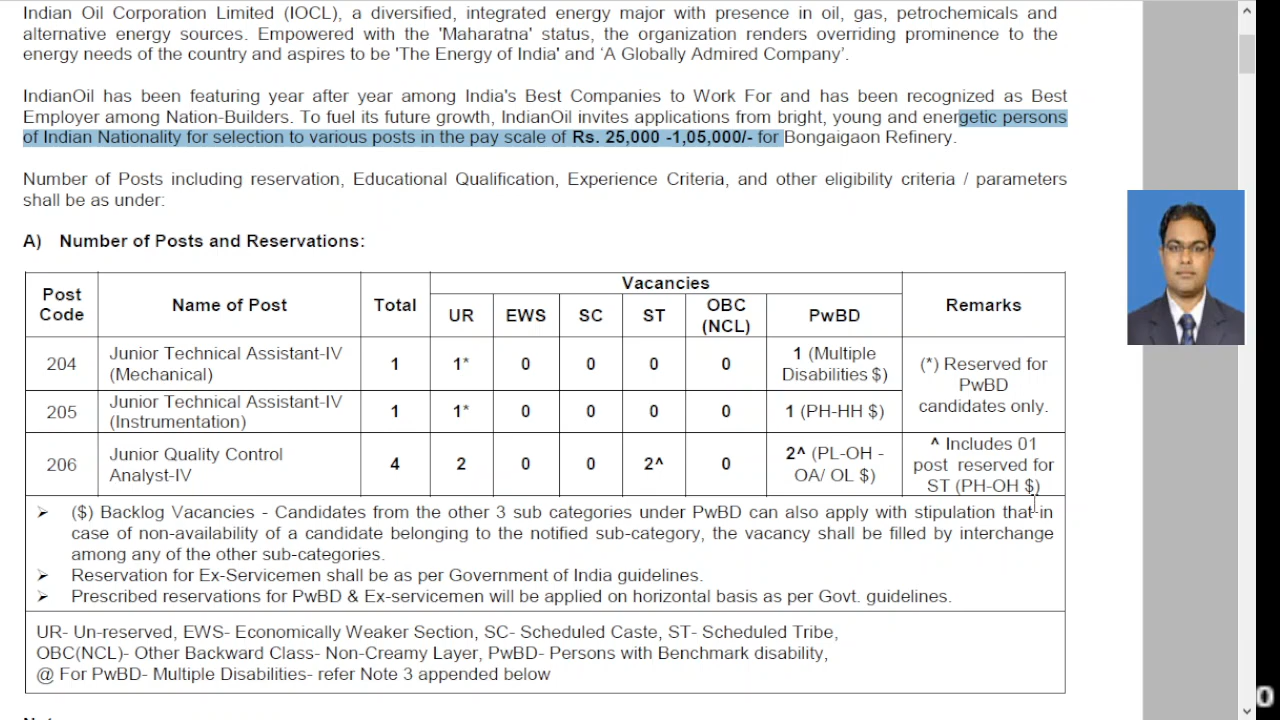 Indian Oil Corporation Limited (IOCL), a diversified, integrated energy major with presence in oil, gas, petrochemicals and
alternative energy sources. Empowered with the 'Maharatna' status, the organization renders overriding prominence to the
energy needs of the country and aspires to be 'The Energy of India' and ‘A Globally Admired Company’.
IndianOil has been featuring year after year among India's Best Companies to Work For and has been recognized as Best
Employer among Nation-Builders. To fuel its future growth, IndianOil invites applications from bright, young and energetic persons
of Indian Nationality for selection to various posts in the pay scale of Rs. 25,000 -1,05,000/- for Bongaigaon Refinery.
Number of Posts including reservation, Educational Qualification, Experience Criteria, and other eligibility criteria / parameters
shall be as under:
A) Number of Posts and Reservations:
Post Code Name of Post Total Vacancies Remarks
UR EWS SC ST OBC (NCL) PwBD
204 Junior Technical Assistant-IV (Mechanical) 1 1* 0 0 0 0 1 (Multiple Disabilities $) (*) Reserved for PwBD candidates only.
205 Junior Technical Assistant-IV (Instrumentation) 1 1* 0 0 0 0 1 (PH-HH $)
206 Junior Quality Control Analyst-IV 4 2 0 0 2^ 0 2^ (PL-OH - OA/ OL $) ^ Includes 01 post reserved for ST (PH-OH $)
➢ ($) Backlog Vacancies - Candidates from the other 3 sub categories under PwBD can also apply with stipulation that in
case of non-availability of a candidate belonging to the notified sub-category, the vacancy shall be filled by interchange
among any of the other sub-categories.
➢ Reservation for Ex-Servicemen shall be as per Government of India guidelines.
➢ Prescribed reservations for PwBD & Ex-servicemen will be applied on horizontal basis as per Govt. guidelines.
UR- Un-reserved, EWS- Economically Weaker Section, SC- Scheduled Caste, ST- Scheduled Tribe,
OBC(NCL)- Other Backward Class- Non-Creamy Layer, PwBD- Persons with Benchmark disability,
@ For PwBD- Multiple Disabilities- refer Note 3 appended below